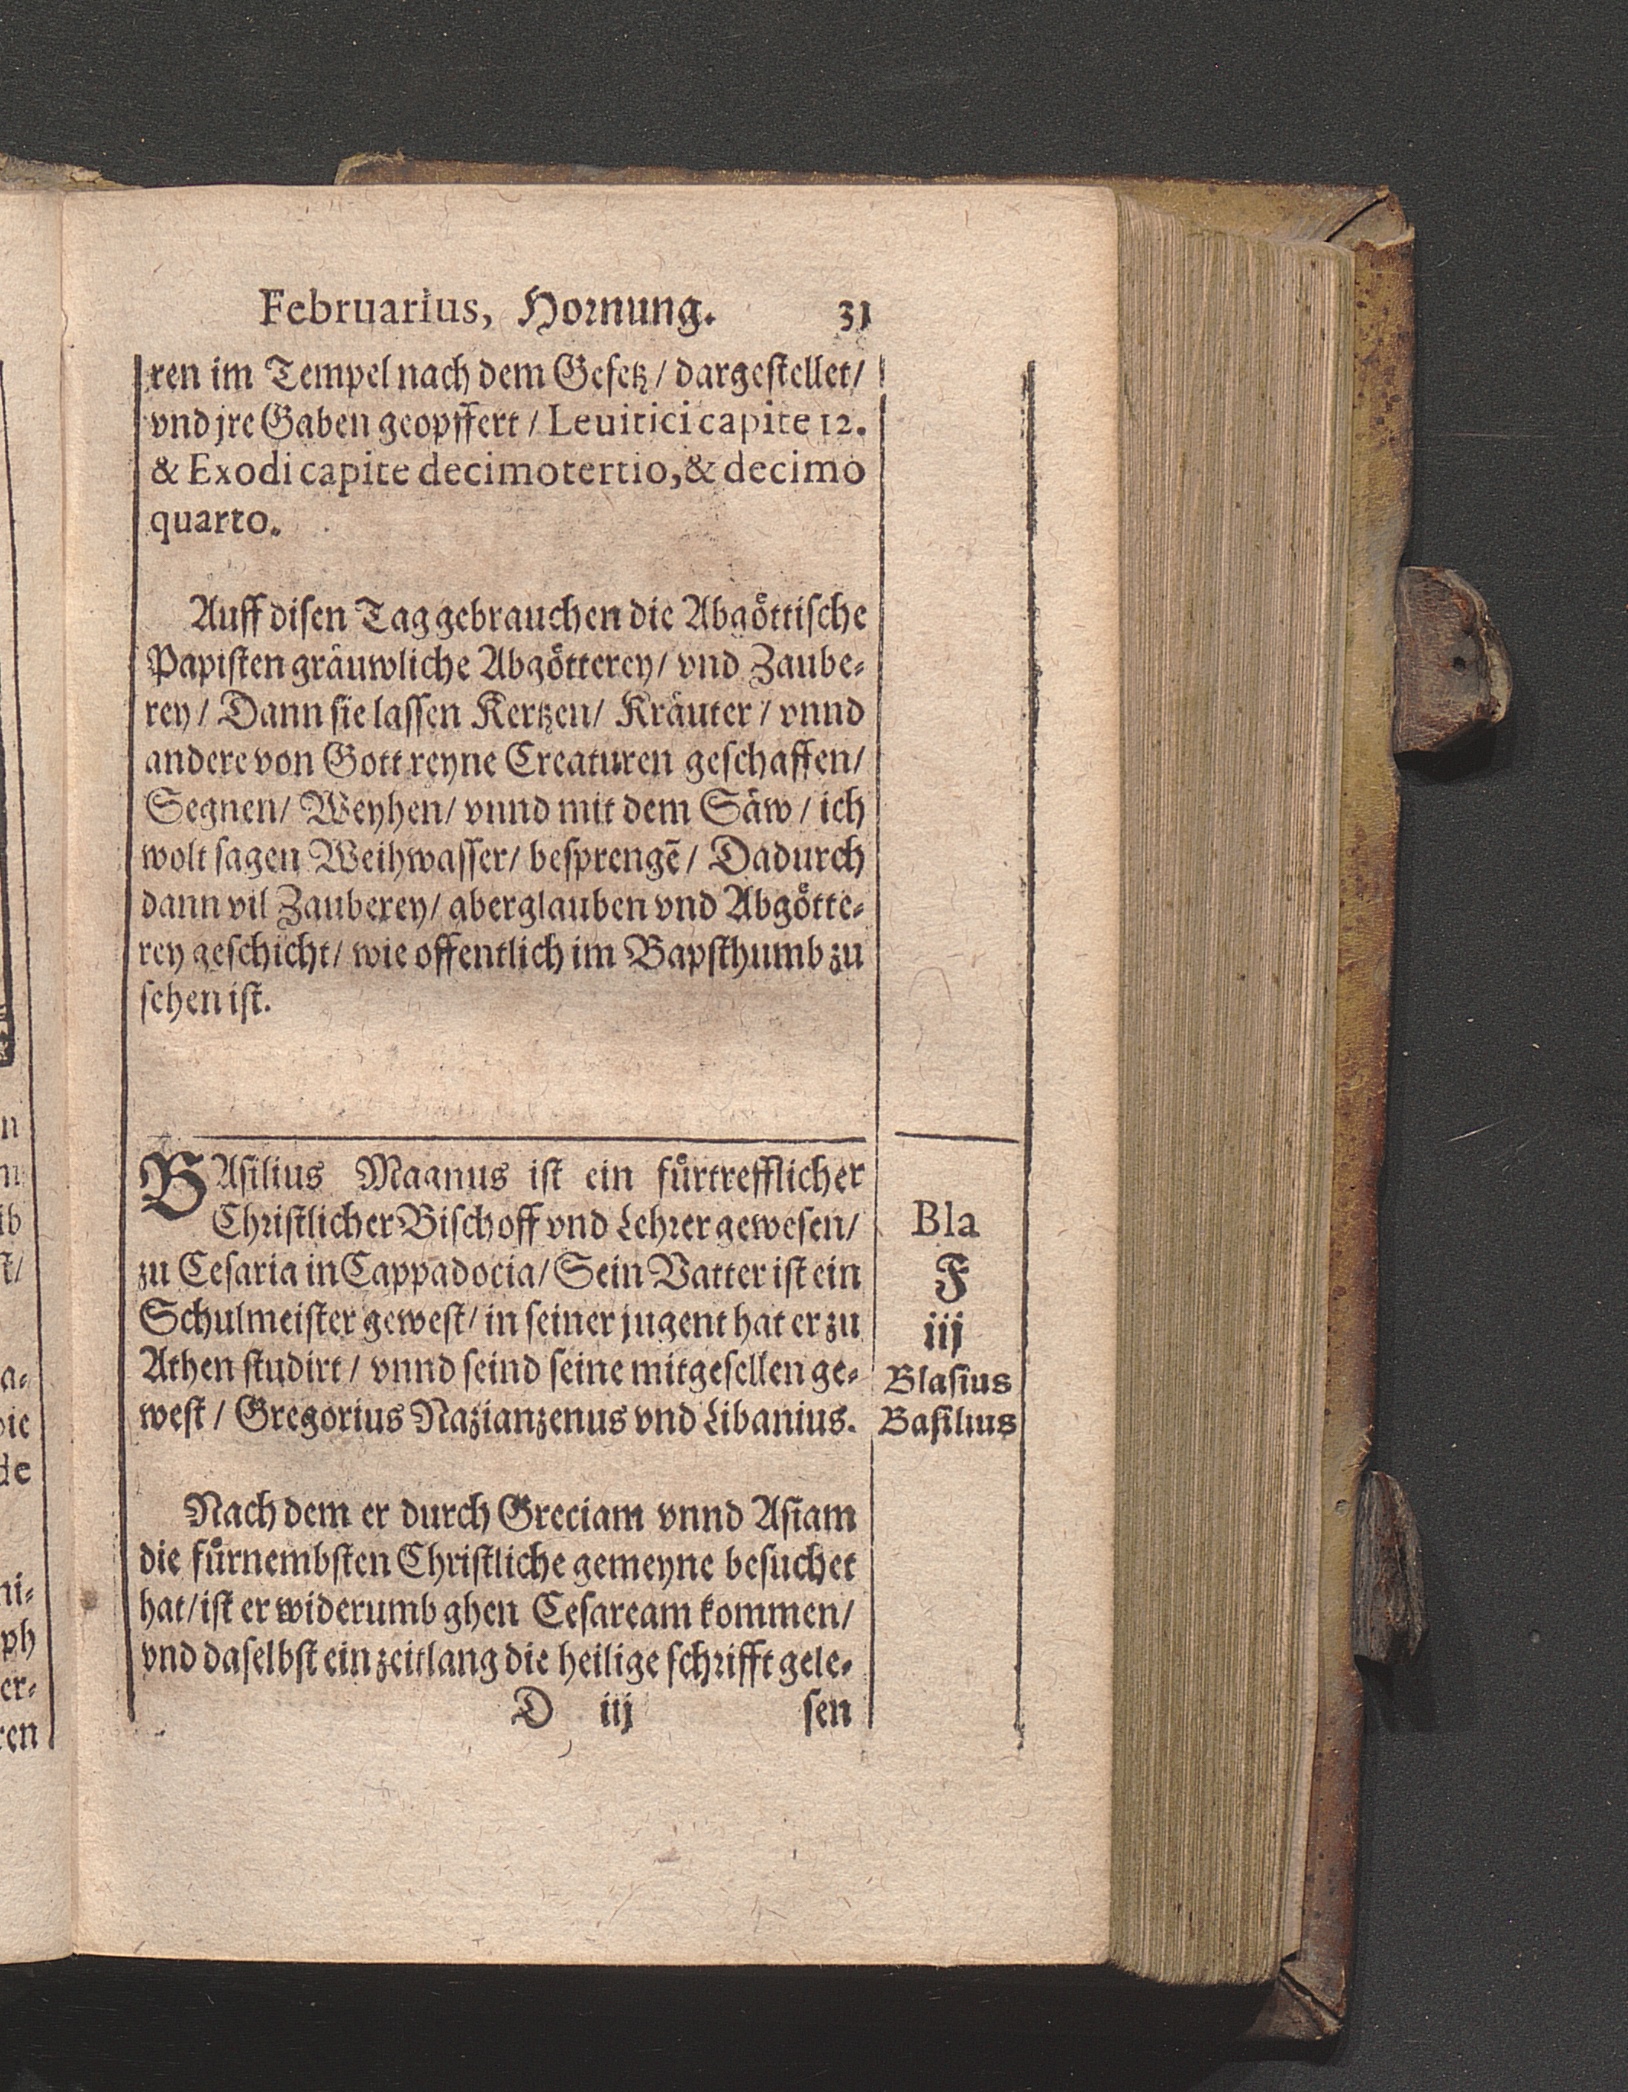 Februarius, Hornung. 31
ren im Tempel nach dem Gesetz / dargestellet /
vnd jre Gaben geopffert / Leuitici capite 12.
& Exodi capite decimotertio, & decimo
quarto.
Auff disen Tag gebrauchen die Abgöttische
Papisten gräuwliche Abgötterey / vnd Zaube-
rey / Dann sie lassen Kertzen / Kräuter / vnnd
andere von Gott reyne Creaturen geschaffen /
Segnen / Weyhen / vnnd mit dem Säw / ich
wolt sagen Weihwasser / besprengẽ / Dadurch
dann vil Zauberey / aberglauben vnd Abgötte-
rey geschicht / wie offentlich im Bapsthumb zu
sehen ist.
BAsilius Magnus ist ein fürtrefflicher
Christlicher Bischoff vnd Lehrer gewesen /
zu Cesaria in Cappadocia / Sein Vatter ist ein
Schulmeister gewest / in seiner jugent hat er zu
Athen studirt / vnnd seind seine mitgesellen ge-
west / Gregorius Nazianzenus vnd Libanius.
Bla
F
iij
Blasius
Basilius
Nach dem er durch Greciam vnnd Asiam
die fürnembsten Christliche gemeyne besuchet
hat / ist er widerumb ghen Cesaream kommen /
vnd daselbst ein zeitlang die heilige schrifft gele-
D iij sen